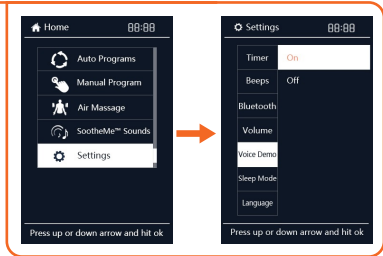 Home 88:88
Auto Programs
Manual Program
Air Massage
SootheMe™ Sounds
Settings
Press up or down arrow and hit ok
Settings 88:88
Timer On
Beeps Off
Bluetooth
Volume
Voice Demo
Sleep Mode
Language
Press up or down arrow and hit ok